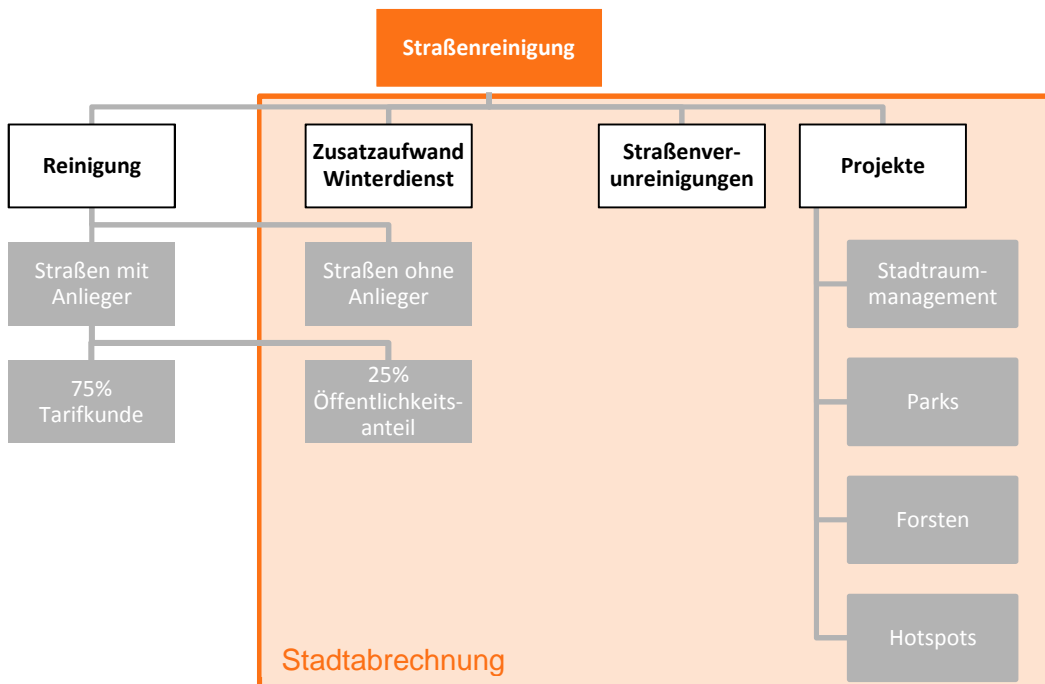 Straßenreinigung
Reinigung
Zusatzaufwand
Winterdienst
Straßenver-
unreinigungen
Projekte
Straßen mit
Anlieger
Straßen ohne
Anlieger
Stadtraum-
management
75%
Tarifkunde
25%
Öffentlichkeits-
anteil
Parks
Forsten
Hotspots
Stadtabrechnung